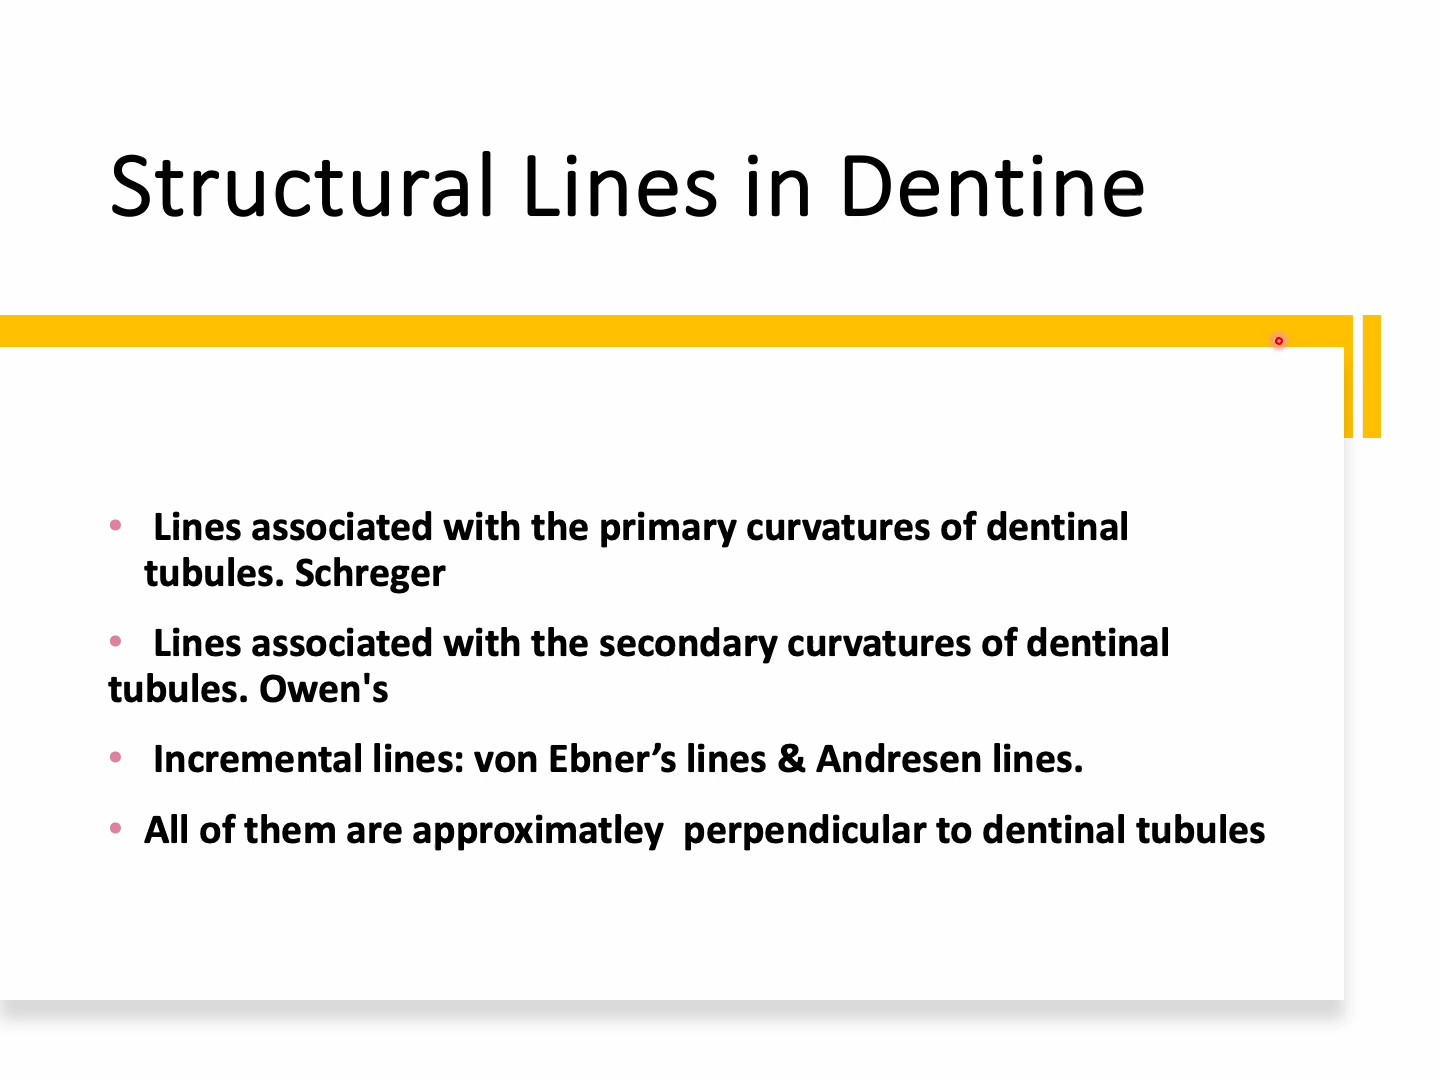 Structural Lines in Dentine
• Lines associated with the primary curvatures of dentinal
tubules. Schreger
• Lines associated with the secondary curvatures of dentinal
tubules. Owen's
• Incremental lines: von Ebner’s lines & Andresen lines.
• All of them are approximatley perpendicular to dentinal tubules